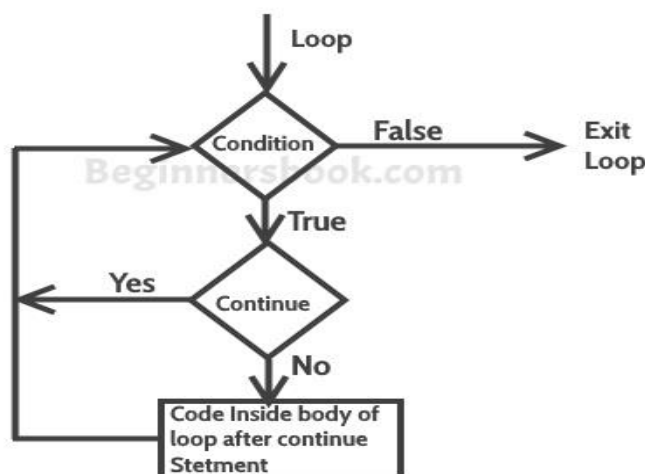 Loop
Condition
False
Exit
Loop
Beginnersbook.com
True
Yes
Continue
No
Code Inside body of
loop after continue
Stetment